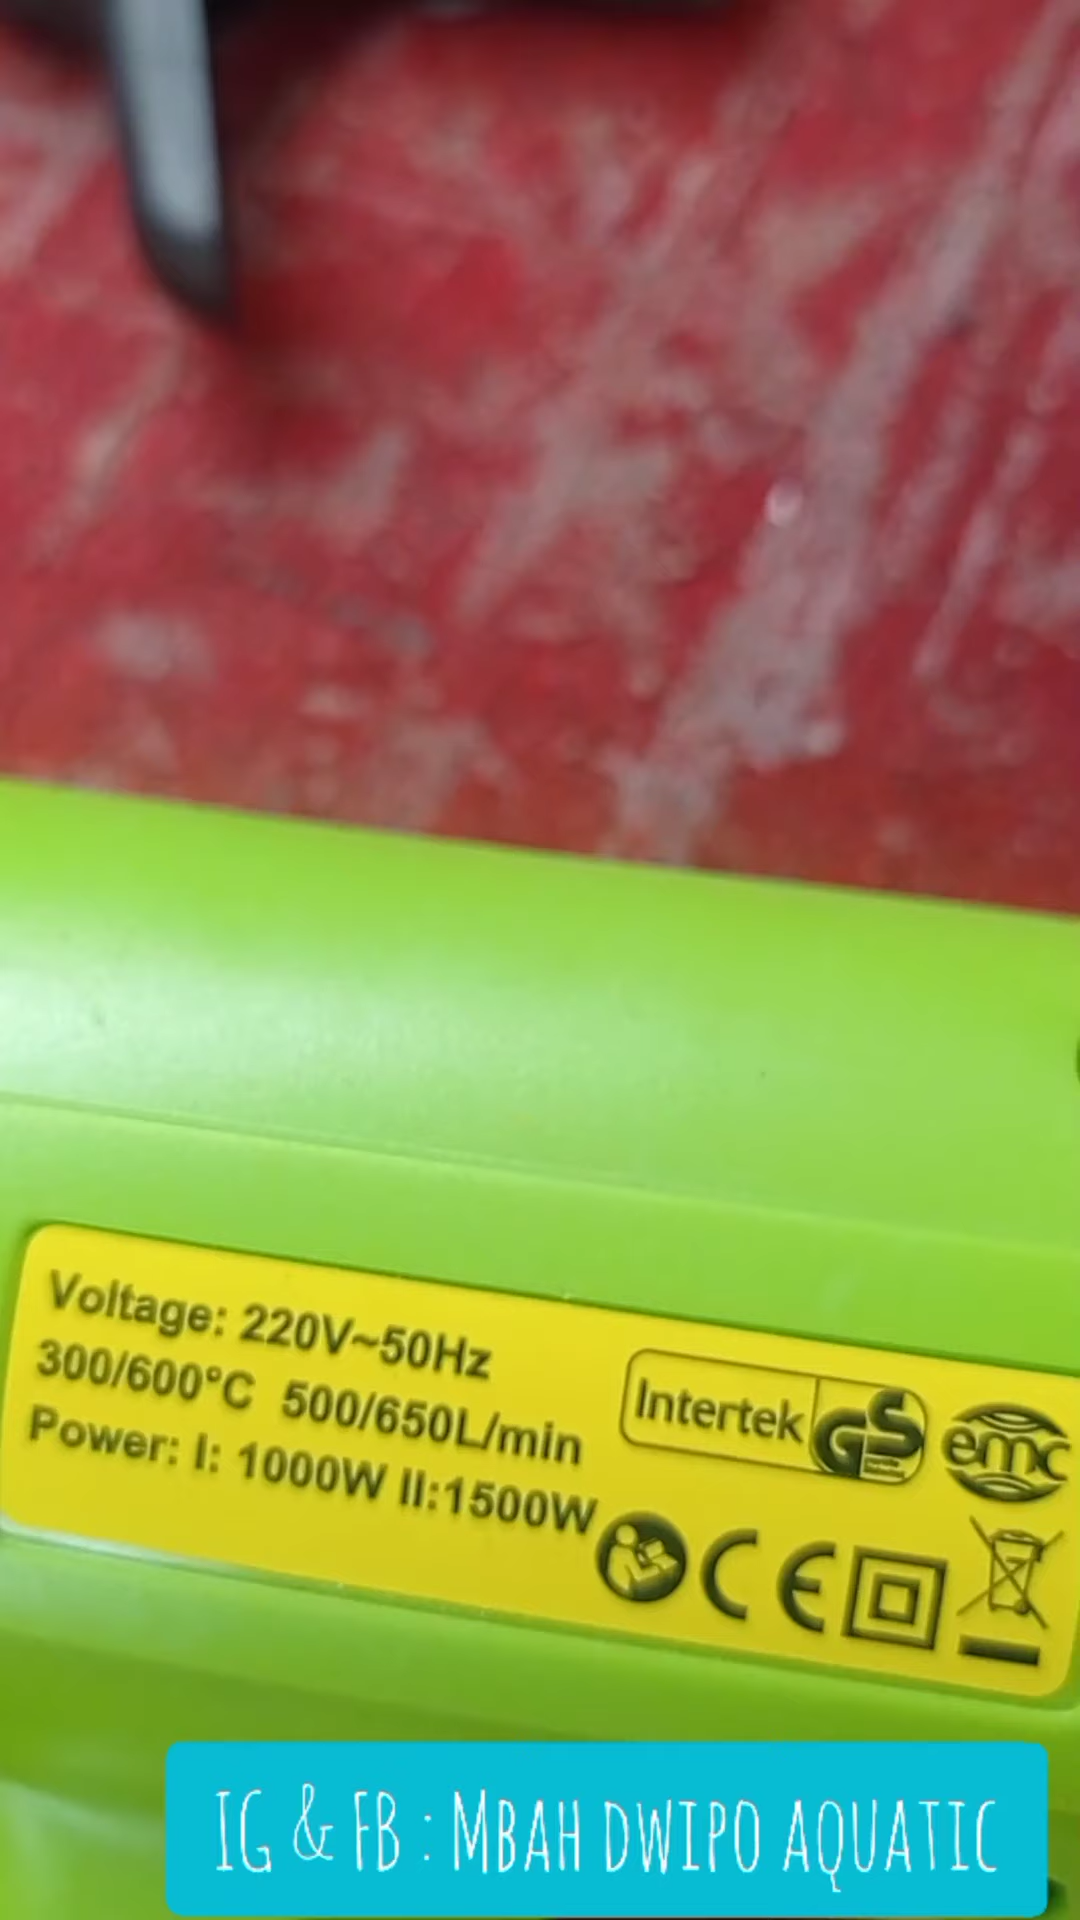 Voltage: 220V~50Hz
300/600°C 500/650L/min
Power: I: 1000W II:1500W
Intertek GS emc
CE
IG & FB : MBAH DWIPO AQUATIC